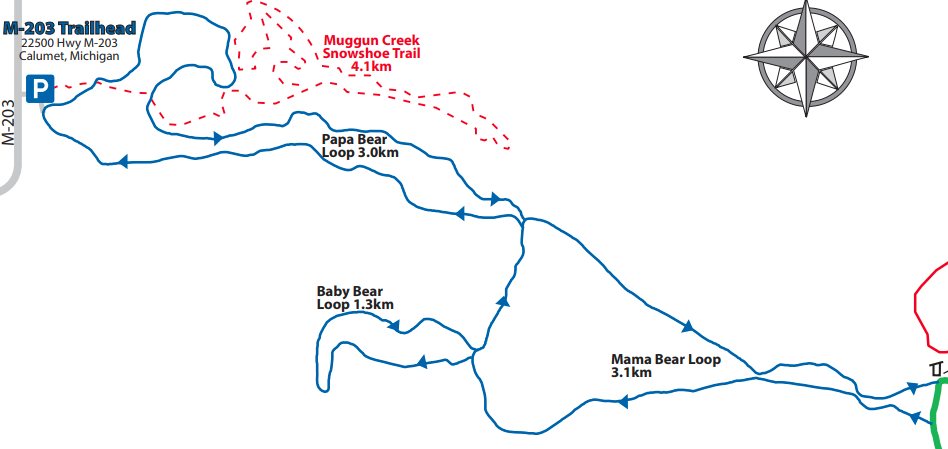 M-203 Trailhead
22500 Hwy M-203
Calumet, Michigan
P
M-203
Muggun Creek
Snowshoe Trail
4.1km
Papa Bear
Loop 3.0km
Baby Bear
Loop 1.3km
Mama Bear Loop
3.1km